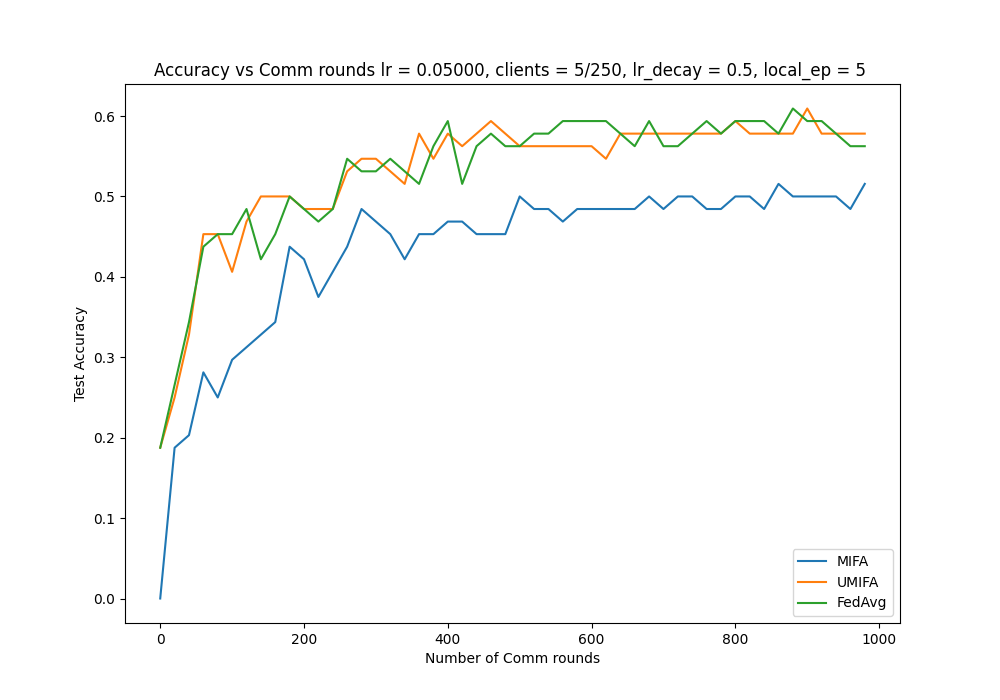 Accuracy vs Comm rounds lr = 0.05000, clients = 5/250, lr_decay = 0.5, local_ep = 5
Test Accuracy
0.6
0.5
0.4
0.3
0.2
0.1
0.0
MIFA
UMIFA
FedAvg
0 200 400 600 800 1000
Number of Comm rounds